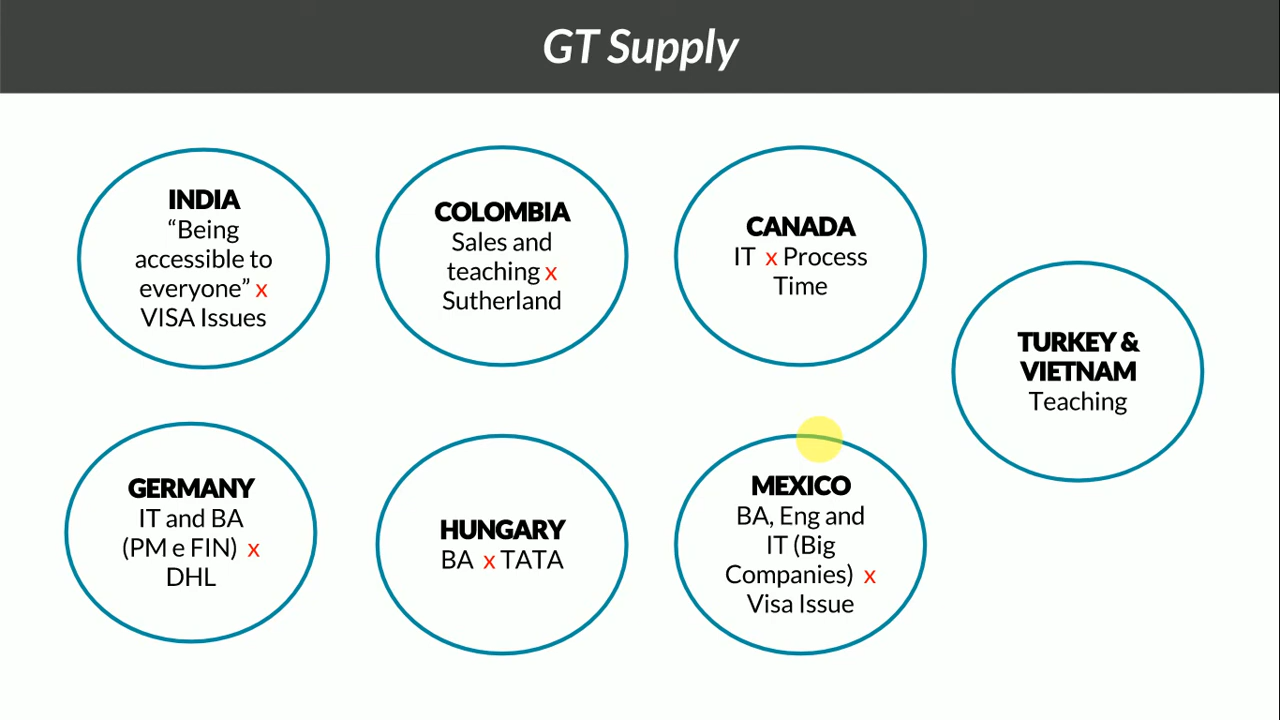 GT Supply
INDIA
“Being
accessible to
everyone” x
VISA Issues
COLOMBIA
Sales and
teaching x
Sutherland
CANADA
IT x Process
Time
TURKEY &
VIETNAM
Teaching
GERMANY
IT and BA
(PM e FIN) x
DHL
HUNGARY
BA x TATA
MEXICO
BA, Eng and
IT (Big
Companies) x
Visa Issue